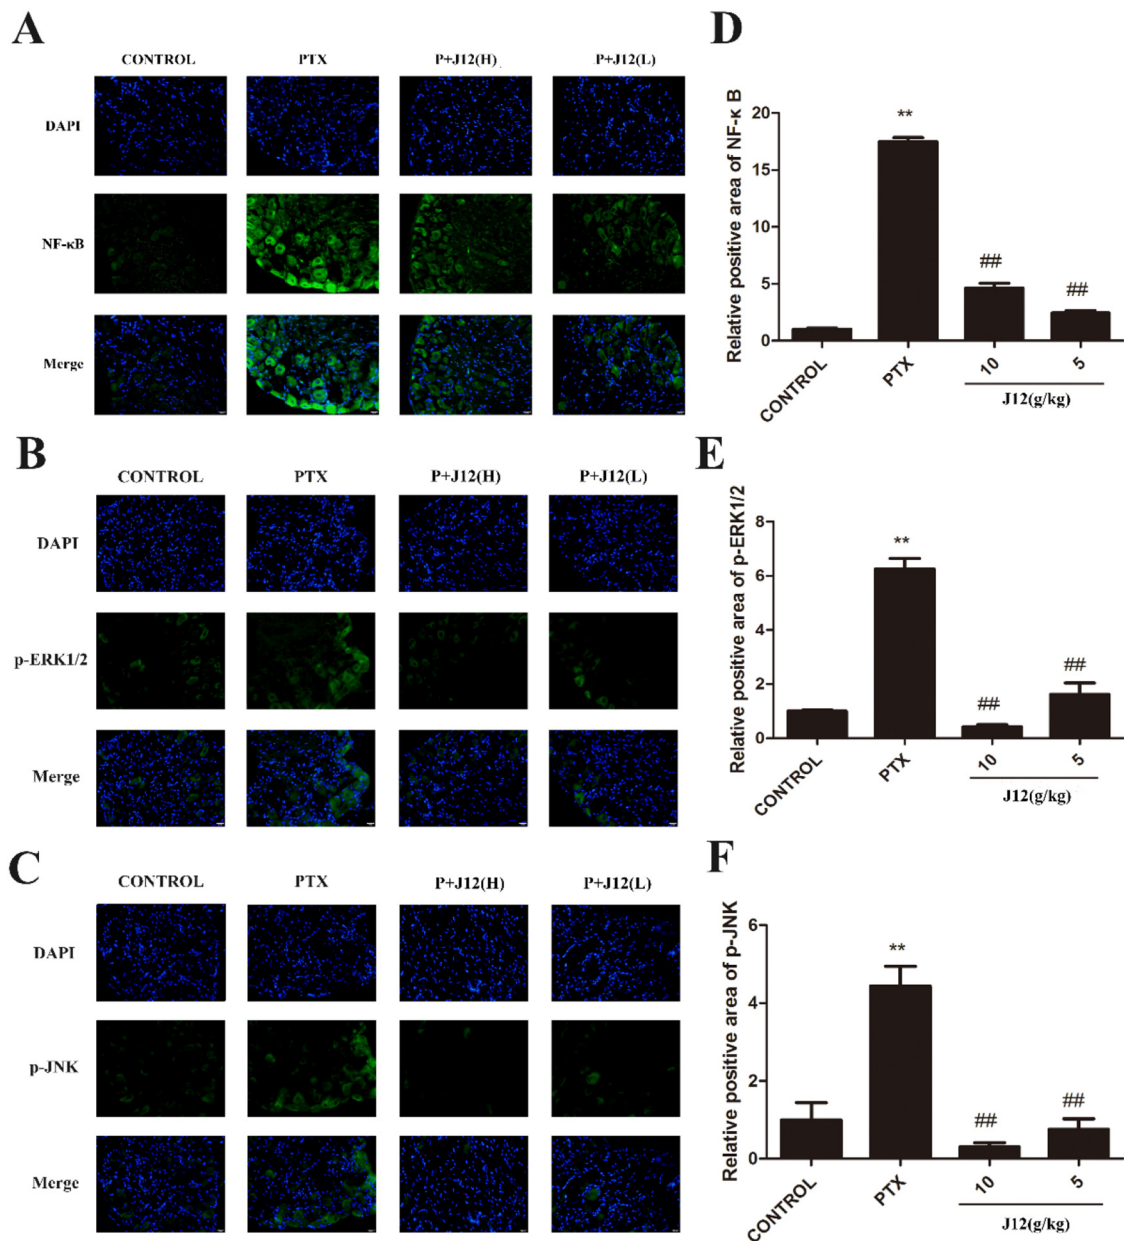 A
CONTROL PTX P+J12(H) P+J12(L)
DAPI
NF-κB
Merge
B
CONTROL PTX P+J12(H) P+J12(L)
DAPI
p-ERK1/2
Merge
C
CONTROL PTX P+J12(H) P+J12(L)
DAPI
p-JNK
Merge
D
Relative positive area of NF-κ B
20
15
10
5
0
**
##
##
CONTROL PTX 10 5
J12(g/kg)
E
Relative positive area of p-ERK1/2
8
6
4
2
0
**
##
##
CONTROL PTX 10 5
J12(g/kg)
F
Relative positive area of p-JNK
6
4
2
0
**
##
##
CONTROL PTX 10 5
J12(g/kg)